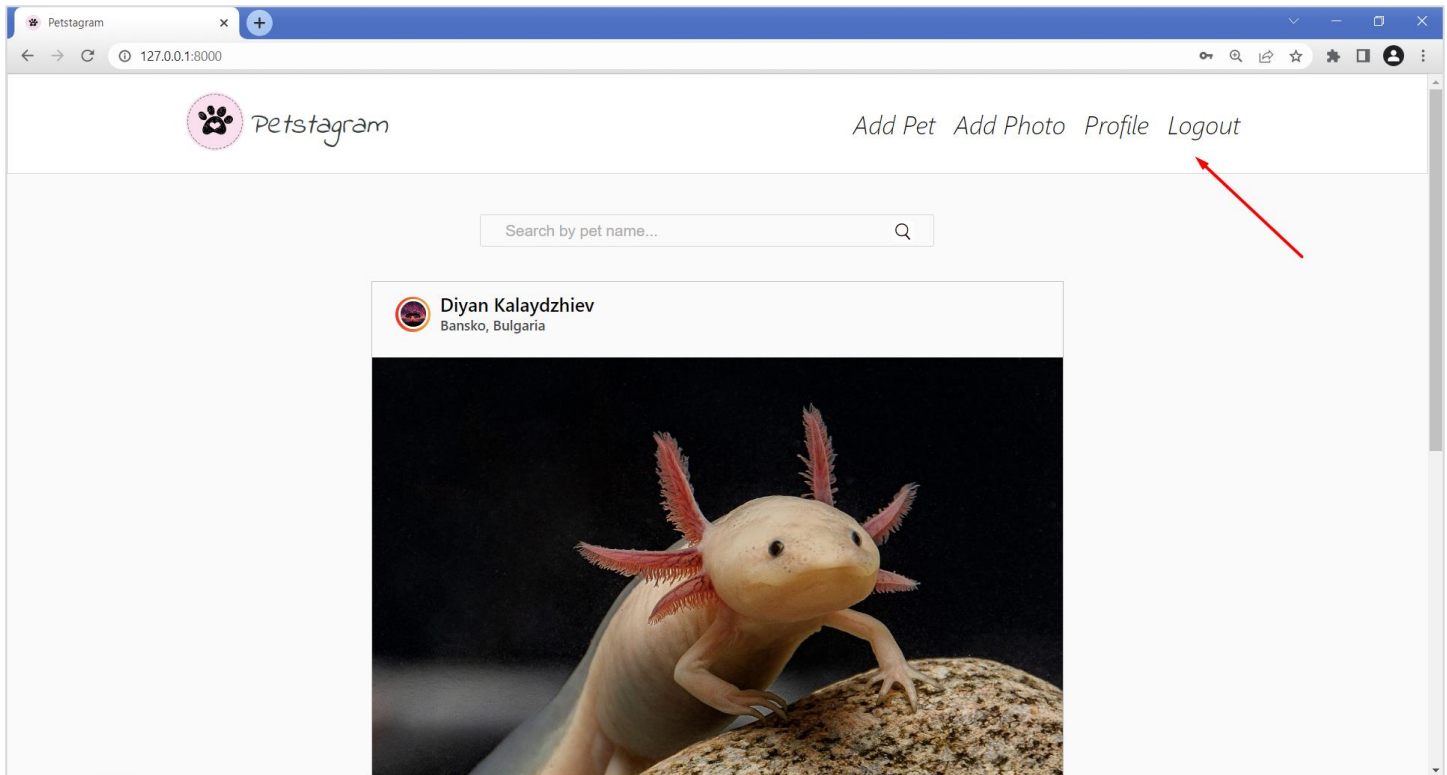 Petstagram
127.0.0.1:8000
Petstagram
Add Pet Add Photo Profile Logout
Search by pet name...
Diyan Kalaydzhiev
Bansko, Bulgaria